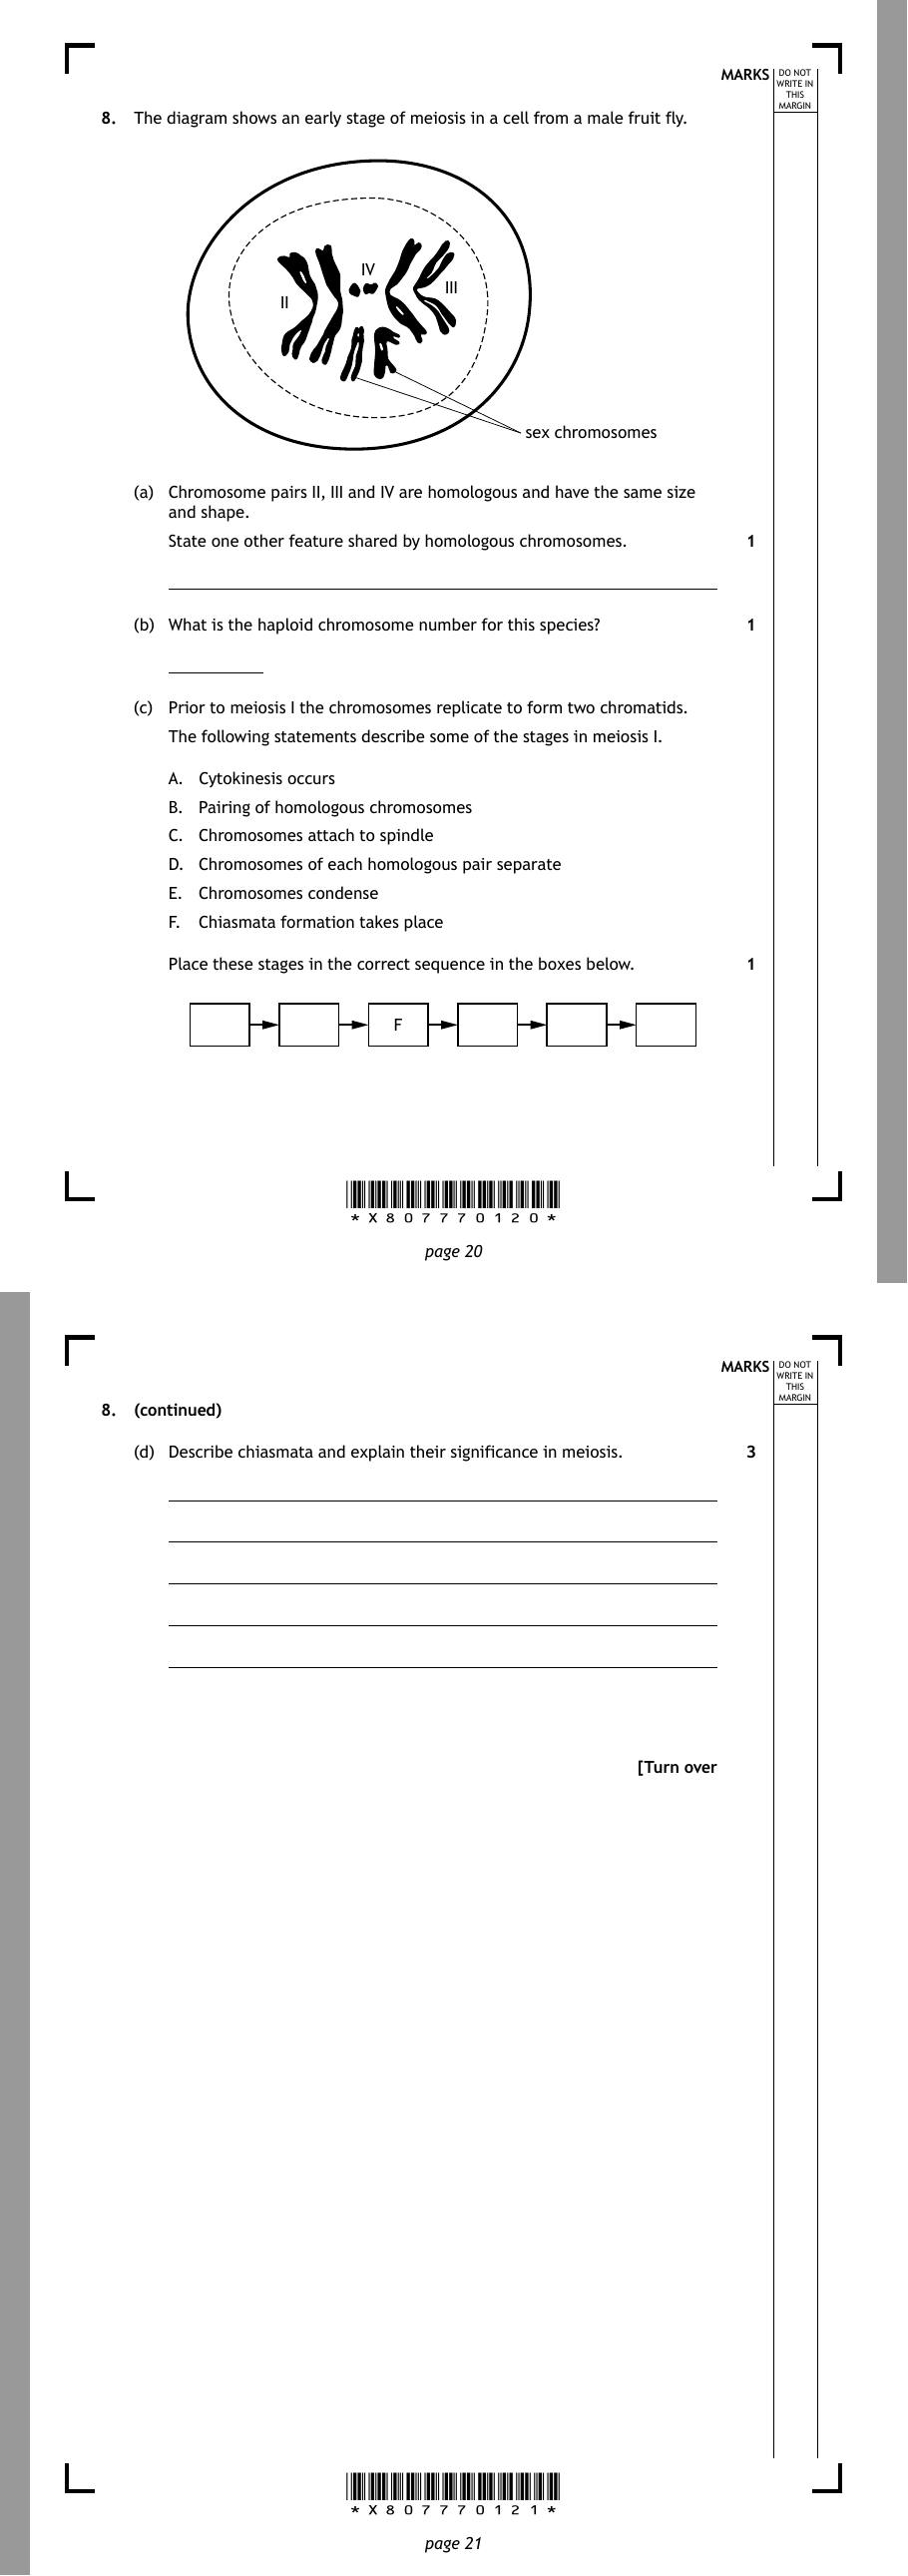 MARKS
DO NOT
WRITE IN
THIS
MARGIN
8. The diagram shows an early stage of meiosis in a cell from a male fruit fly.
IV
II
III
sex chromosomes
(a) Chromosome pairs II, III and IV are homologous and have the same size
and shape.
State one other feature shared by homologous chromosomes. 1
(b) What is the haploid chromosome number for this species? 1
(c) Prior to meiosis I the chromosomes replicate to form two chromatids.
The following statements describe some of the stages in meiosis I.
A. Cytokinesis occurs
B. Pairing of homologous chromosomes
C. Chromosomes attach to spindle
D. Chromosomes of each homologous pair separate
E. Chromosomes condense
F. Chiasmata formation takes place
Place these stages in the correct sequence in the boxes below. 1
F
* X 8 0 7 7 7 0 1 2 0 *
page 20
MARKS
DO NOT
WRITE IN
THIS
MARGIN
8. (continued)
(d) Describe chiasmata and explain their significance in meiosis. 3
[Turn over
* X 8 0 7 7 7 0 1 2 1 *
page 21